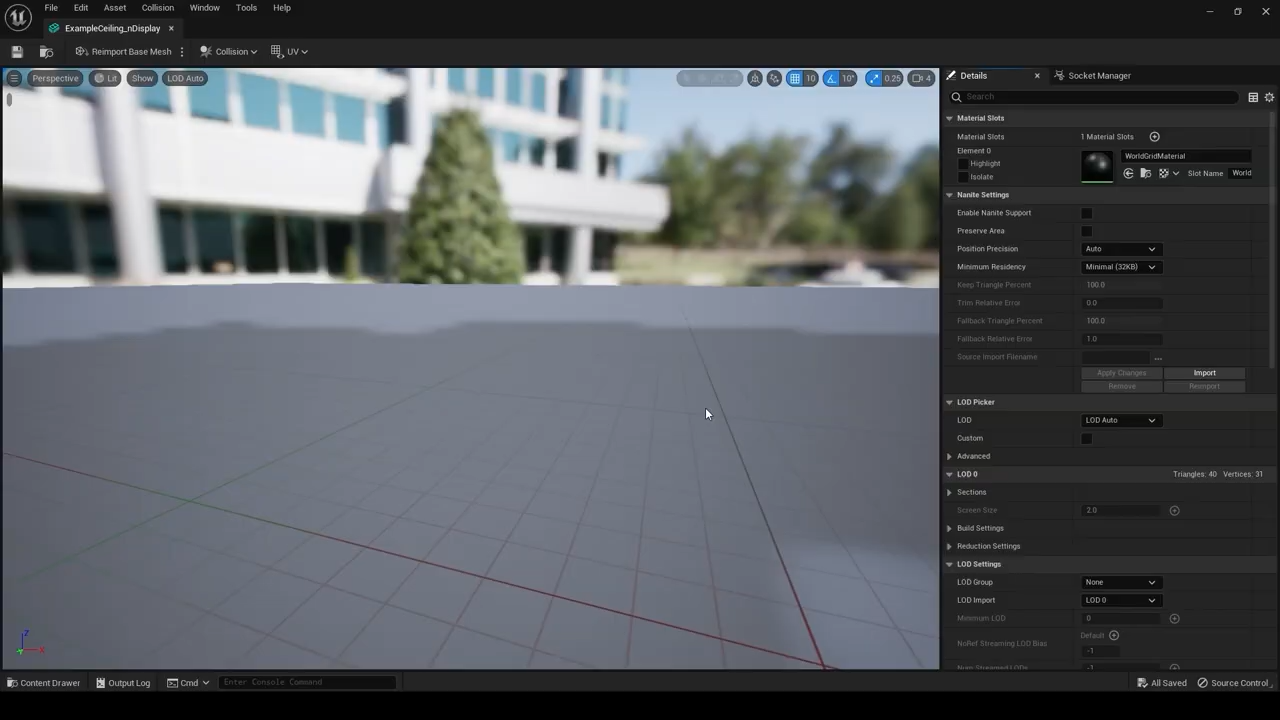 File Edit Asset Collision Window Tools Help
ExampleCeiling_nDisplay
Reimport Base Mesh Collision UV
Perspective Lit Show LOD Auto 10 10° 0.25 4
Details Socket Manager
Search
Material Slots
Material Slots 1 Material Slots
Element 0
Highlight
Isolate
WorldGridMaterial
Slot Name World
Nanite Settings
Enable Nanite Support
Preserve Area
Position Precision Auto
Minimum Residency Minimal (32KB)
Keep Triangle Percent 100.0
Trim Relative Error 0.0
Fallback Triangle Percent 100.0
Fallback Relative Error 1.0
Source Import Filename ...
Apply Changes Import
Remove Reimport
LOD Picker
LOD LOD Auto
Custom
Advanced
LOD 0 Triangles: 40 Vertices: 31
Sections
Screen Size 2.0
Build Settings
Reduction Settings
LOD Settings
LOD Group None
LOD Import LOD 0
Minimum LOD 0
Default
NoRef Streaming LOD Bias
-1
Num Streamed LODs -1
Z
X
Content Drawer Output Log Cmd Enter Console Command All Saved Source Control